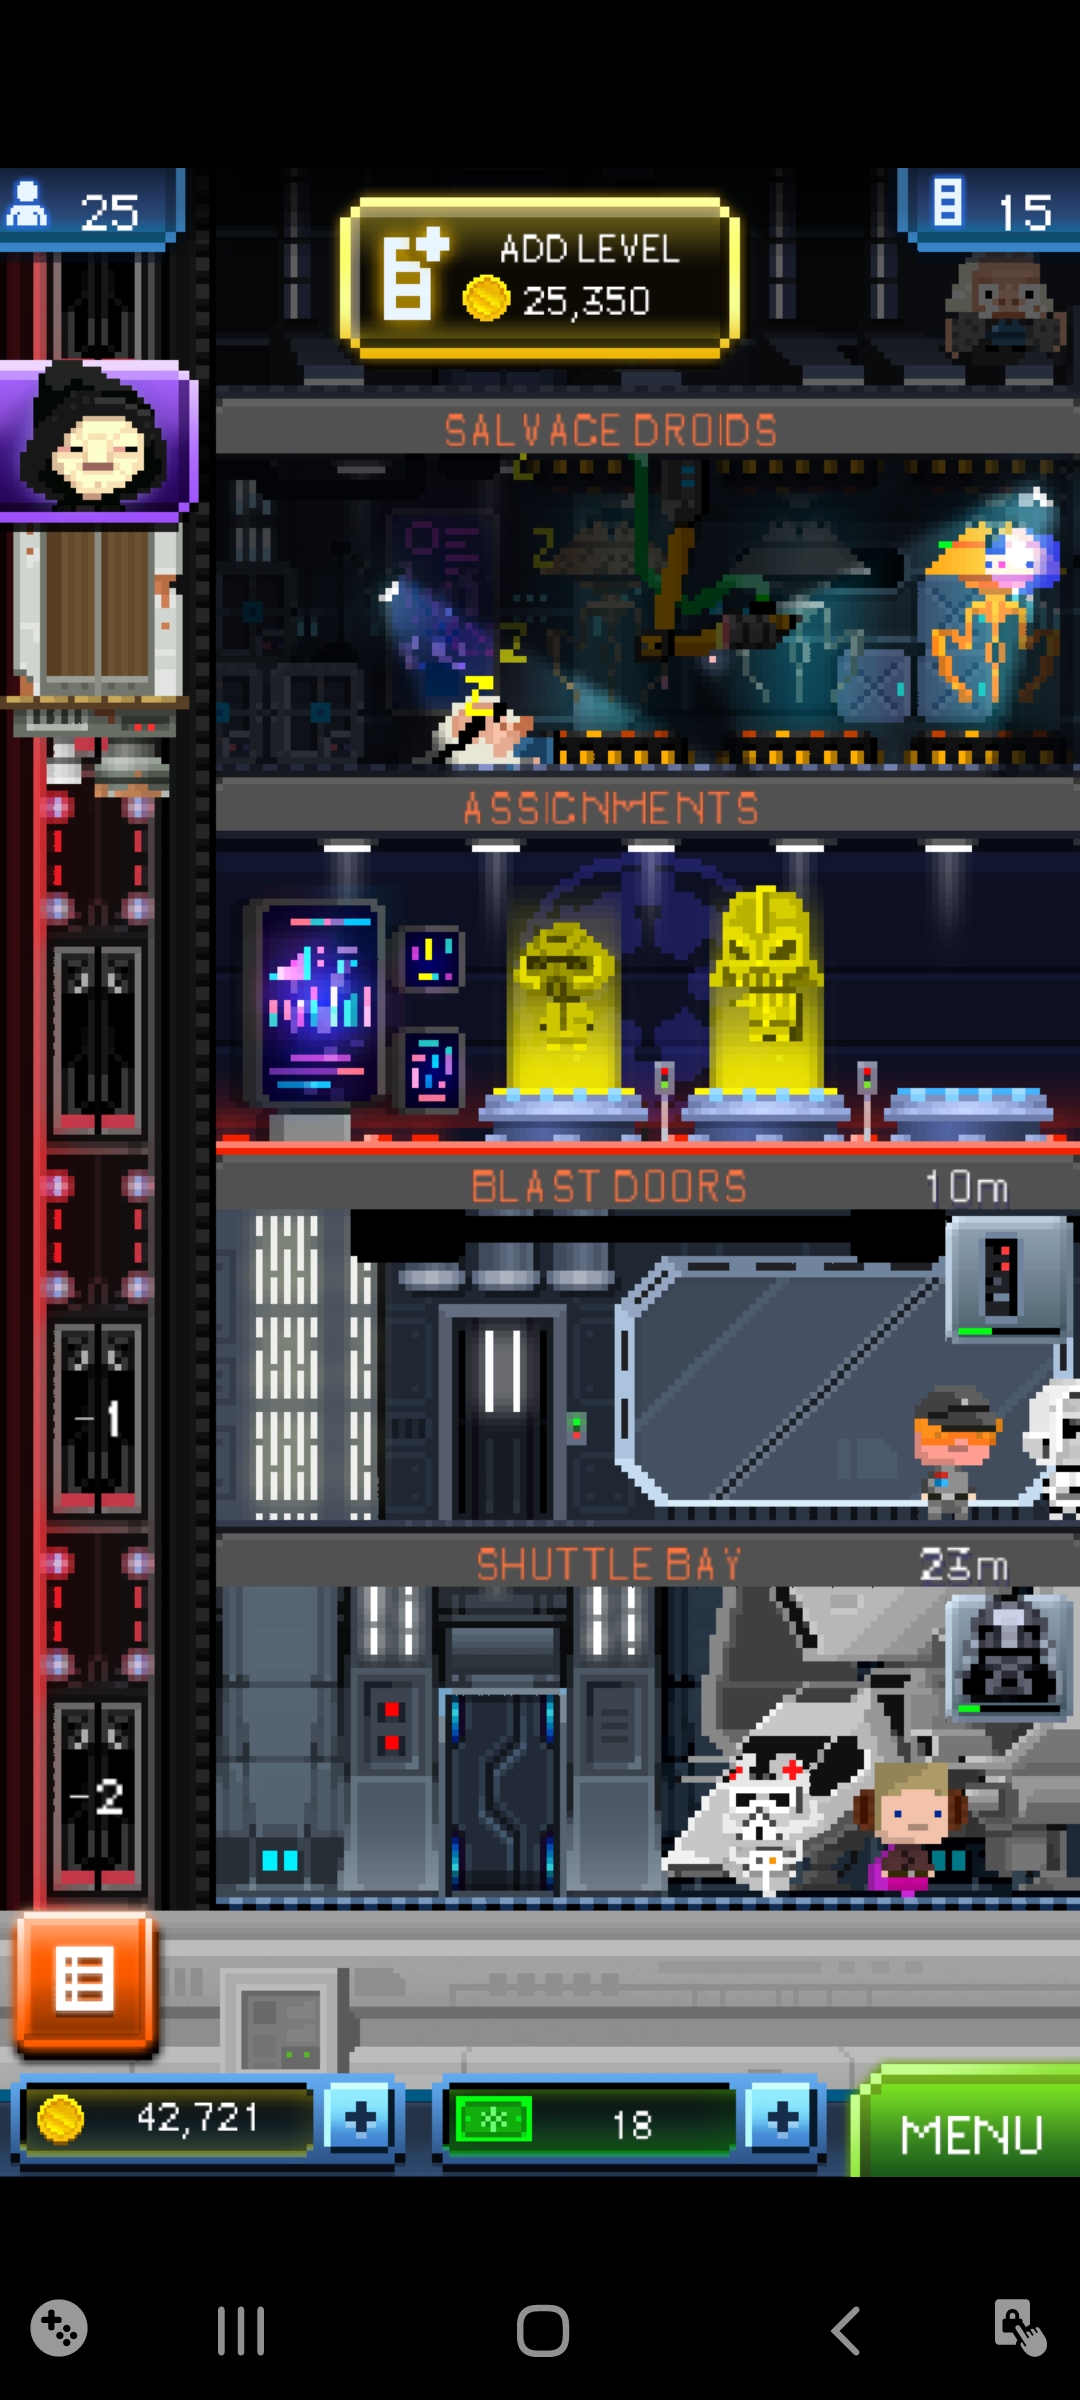 25
ADD LEVEL
25,350
15
SALVAGE DROIDS
Z
Z
Z
Z
ASSIGNMENTS
BLAST DOORS
10m
-1
SHUTTLE BAY
23m
-2
42,721
18
MENU